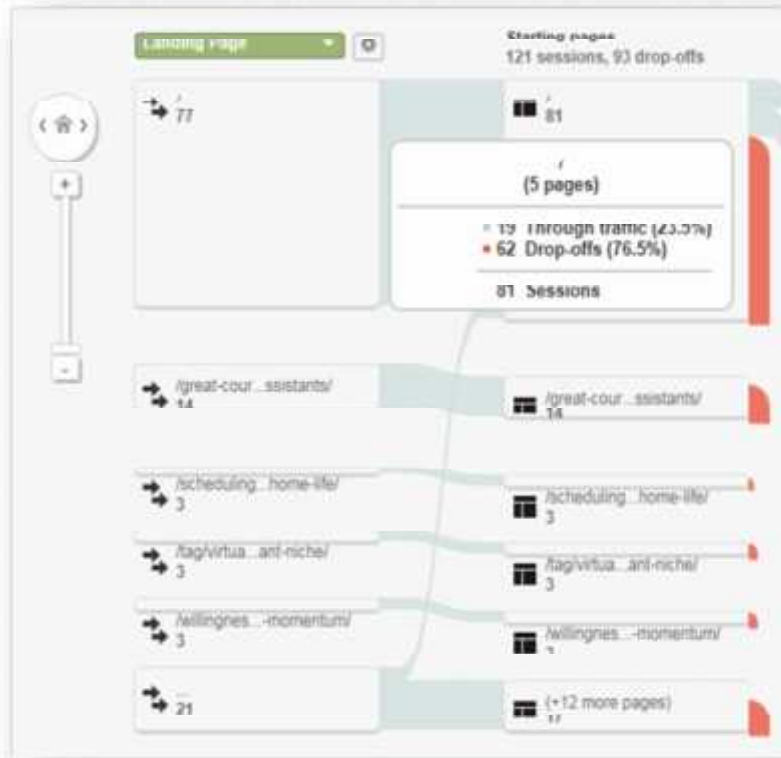 Landing Page
Starting pages
121 sessions, 93 drop-offs
/
77
/
81
/
(5 pages)
19 Through traffic (23.5%)
62 Drop-offs (76.5%)
81 Sessions
+
-
/great-cour...ssistants/
14
/great-cour...ssistants/
14
/scheduling...home-life/
3
/scheduling...home-life/
3
/tag/virtua...ant-niche/
3
/tag/virtua...ant-niche/
3
/willingnes...-momentum/
3
/willingnes...-momentum/
...
21
(+12 more pages)
17